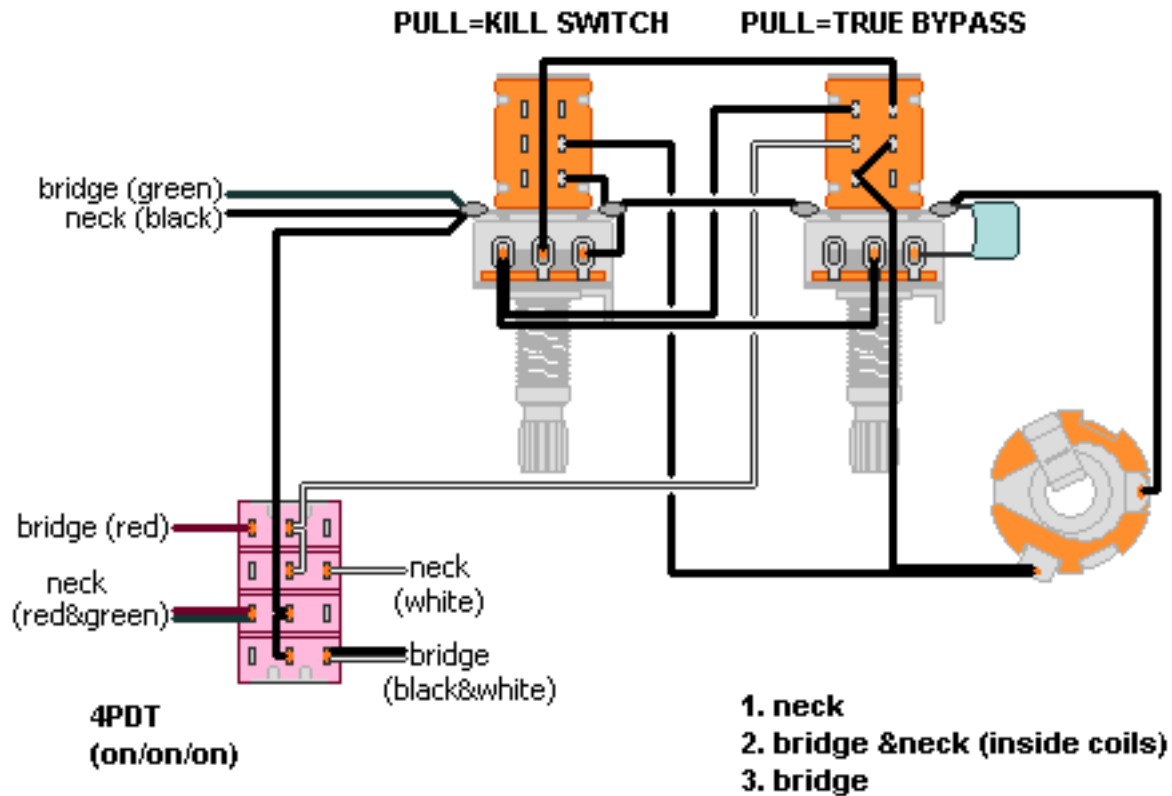 PULL=KILL SWITCH
PULL=TRUE BYPASS
bridge (green)
neck (black)
bridge (red)
neck
(red&green)
neck
(white)
bridge
(black&white)
4PDT
(on/on/on)
1. neck
2. bridge &neck (inside coils)
3. bridge